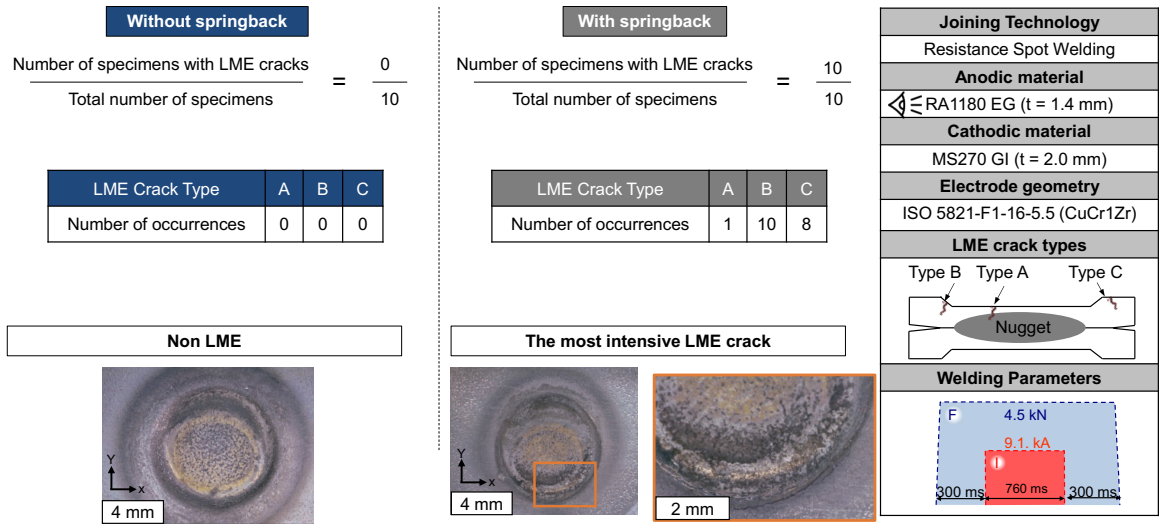 Without springback
Number of specimens with LME cracks
Total number of specimens
=
0
10
LME Crack Type A B C
Number of occurrences 0 0 0
Non LME
Y
x
4 mm
With springback
Number of specimens with LME cracks
Total number of specimens
=
10
10
LME Crack Type A B C
Number of occurrences 1 10 8
The most intensive LME crack
Y
x
4 mm
2 mm
Joining Technology
Resistance Spot Welding
Anodic material
RA1180 EG (t = 1.4 mm)
Cathodic material
MS270 GI (t = 2.0 mm)
Electrode geometry
ISO 5821-F1-16-5.5 (CuCr1Zr)
LME crack types
Type B Type A Type C
Nugget
Welding Parameters
F 4.5 kN
9.1. kA
I
300 ms 760 ms 300 ms